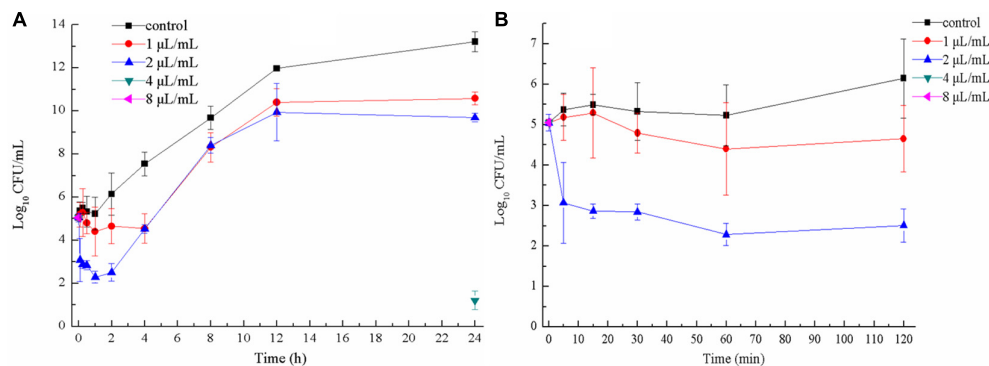 A
control
1 µL/mL
2 µL/mL
4 µL/mL
8 µL/mL
14
12
10
8
6
4
2
0
Log10 CFU/mL
0 2 4 6 8 10 12 14 16 18 20 22 24
Time (h)
B
control
1 µL/mL
2 µL/mL
4 µL/mL
8 µL/mL
7
6
5
4
3
2
1
0
Log10 CFU/mL
0 10 20 30 40 50 60 70 80 90 100 110 120
Time (min)